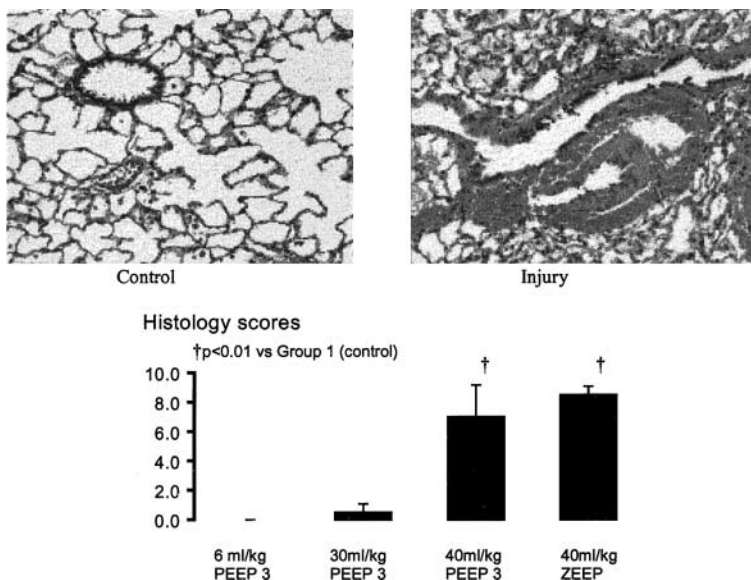 Control
Injury
Histology scores
†p<0.01 vs Group 1 (control)
† †
10.0
8.0
6.0
4.0
2.0
0.0
6 ml/kg 30ml/kg 40ml/kg 40ml/kg
PEEP 3 PEEP 3 PEEP 3 ZEEP